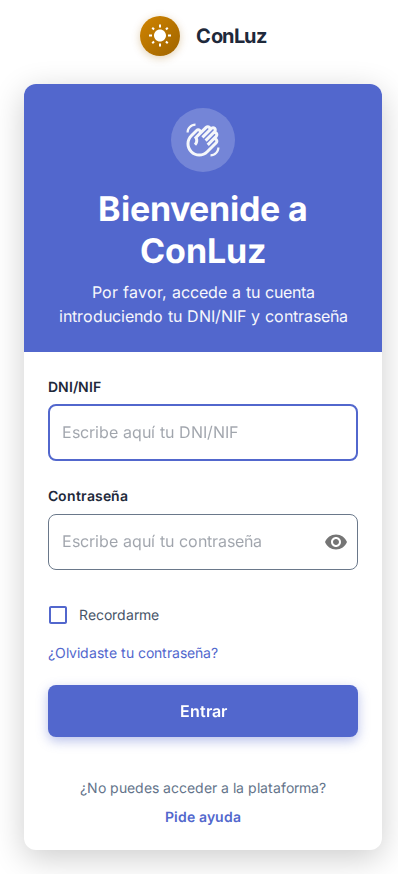 ConLuz
Bienvenide a
ConLuz
Por favor, accede a tu cuenta
introduciendo tu DNI/NIF y contraseña
DNI/NIF
Escribe aquí tu DNI/NIF
Contraseña
Escribe aquí tu contraseña
Recordarme
¿Olvidaste tu contraseña?
Entrar
¿No puedes acceder a la plataforma?
Pide ayuda